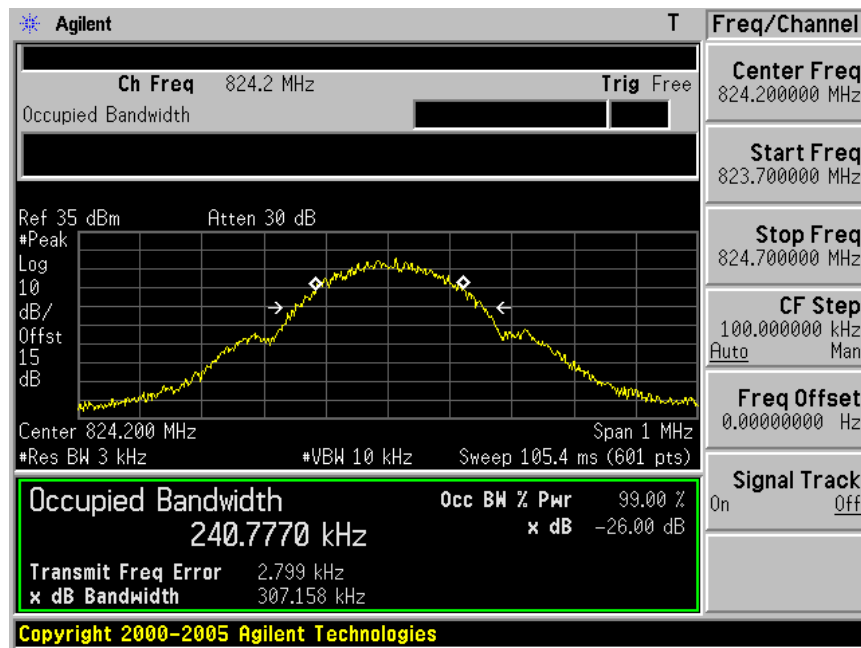 Agilent T
Freq/Channel
Ch Freq 824.2 MHz Trig Free
Occupied Bandwidth
Center Freq
824.200000 MHz
Start Freq
823.700000 MHz
Stop Freq
824.700000 MHz
CF Step
100.000000 kHz
Auto Man
Freq Offset
0.00000000 Hz
Signal Track
On Off
Ref 35 dBm Atten 30 dB
#Peak
Log
10
dB/
Offst
15
dB
Center 824.200 MHz Span 1 MHz
#Res BW 3 kHz #VBW 10 kHz Sweep 105.4 ms (601 pts)
Occupied Bandwidth Occ BW % Pwr 99.00 %
240.7770 kHz x dB -26.00 dB
Transmit Freq Error 2.799 kHz
x dB Bandwidth 307.158 kHz
Copyright 2000-2005 Agilent Technologies